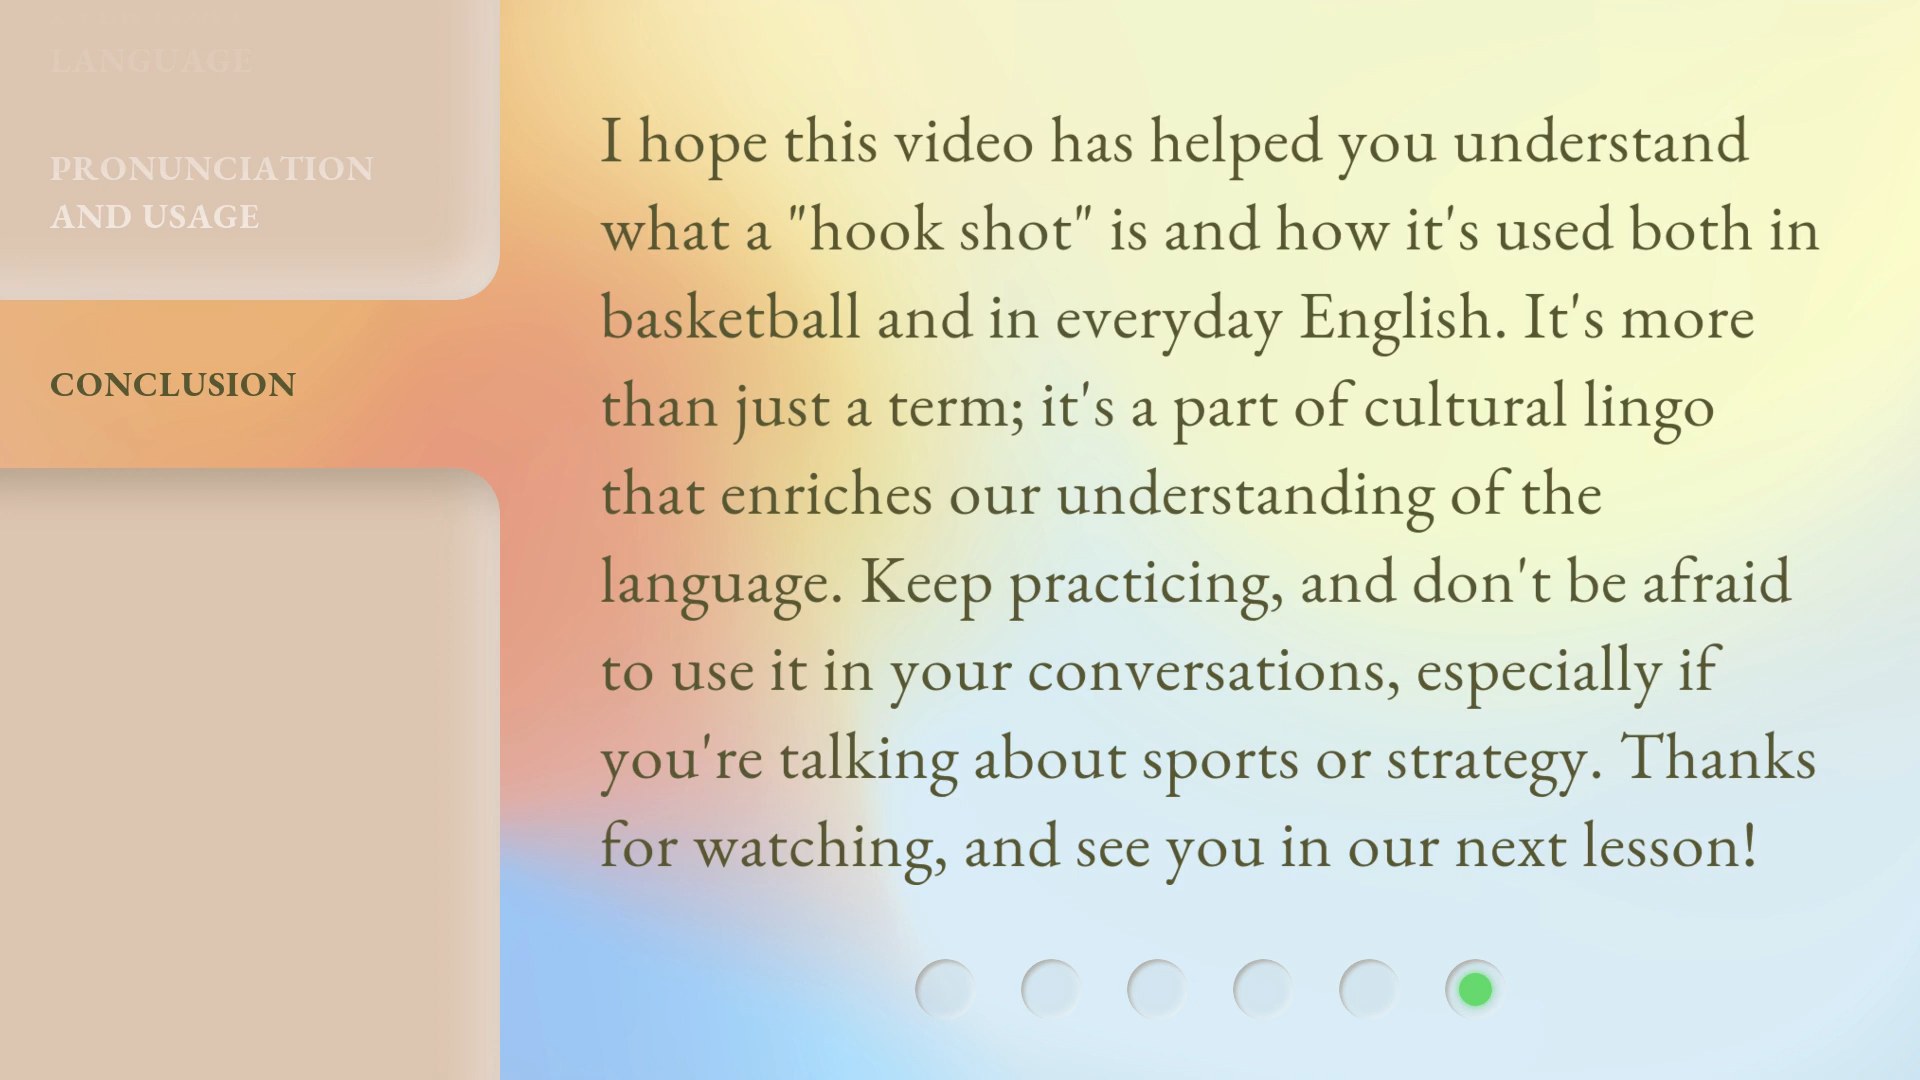 LANGUAGE
PRONUNCIATION
AND USAGE
CONCLUSION
I hope this video has helped you understand
what a "hook shot" is and how it's used both in
basketball and in everyday English. It's more
than just a term; it's a part of cultural lingo
that enriches our understanding of the
language. Keep practicing, and don't be afraid
to use it in your conversations, especially if
you're talking about sports or strategy. Thanks
for watching, and see you in our next lesson!